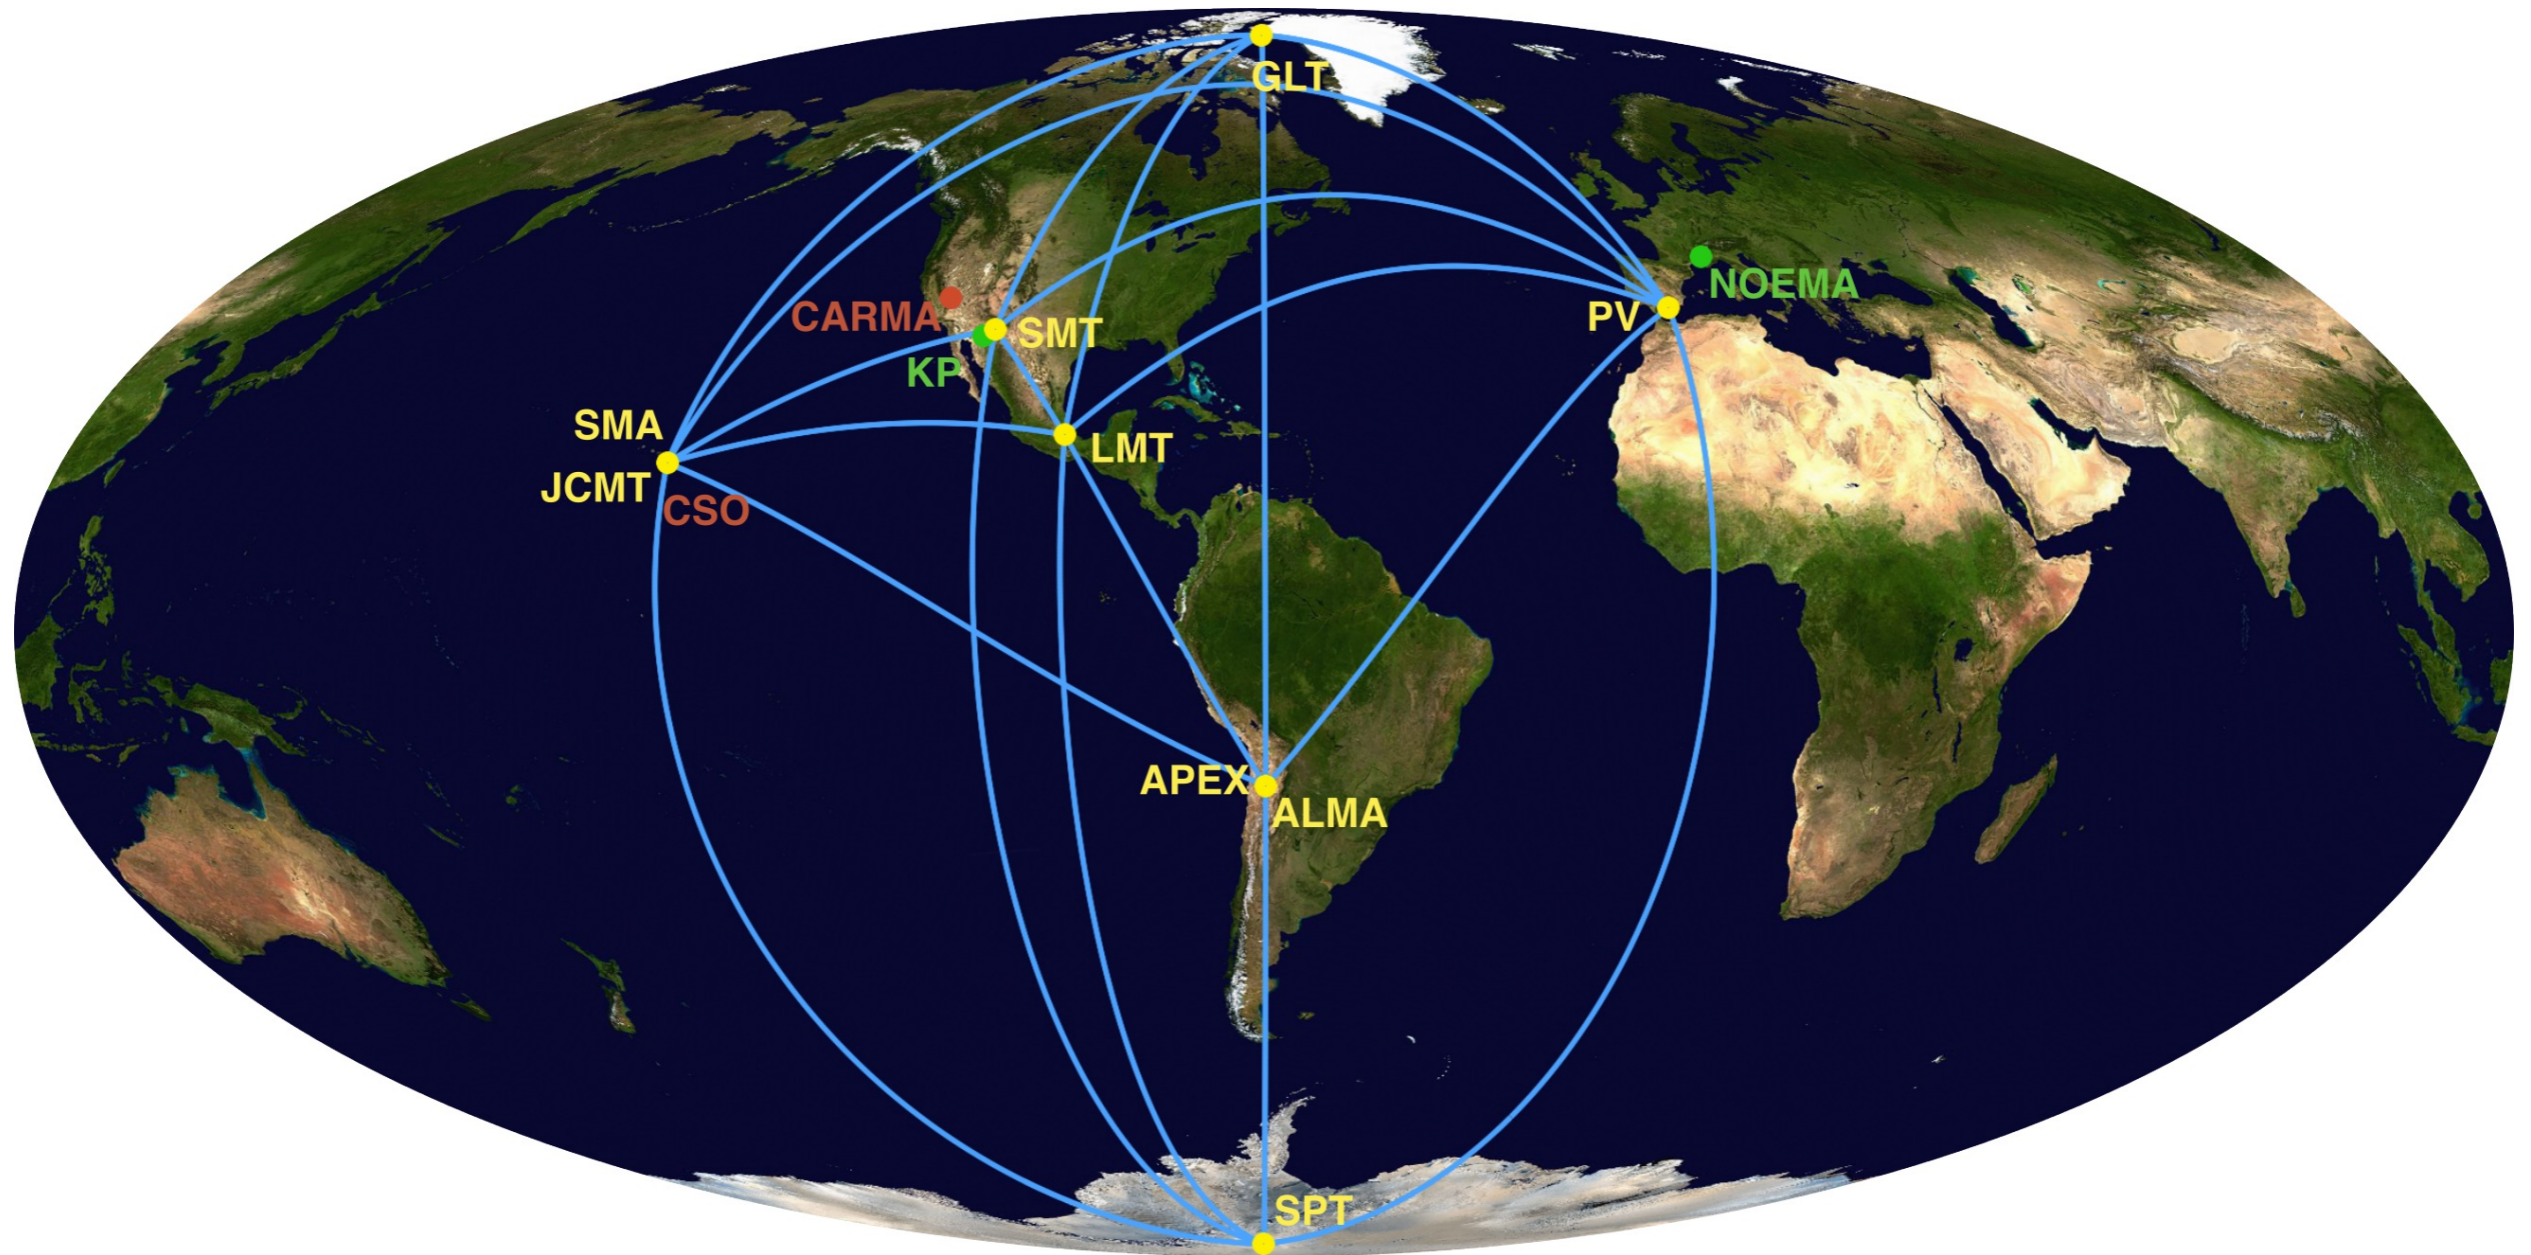 GLT
NOEMA
CARMA
PV
SMT
KP
SMA
LMT
JCMT
CSO
APEX
ALMA
SPT